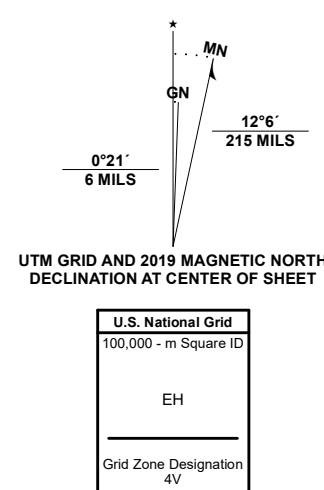 ★
MN
GN
12°6´
215 MILS
0°21´
6 MILS
UTM GRID AND 2019 MAGNETIC NORTH
DECLINATION AT CENTER OF SHEET
U.S. National Grid
100,000 - m Square ID
EH
Grid Zone Designation
4V